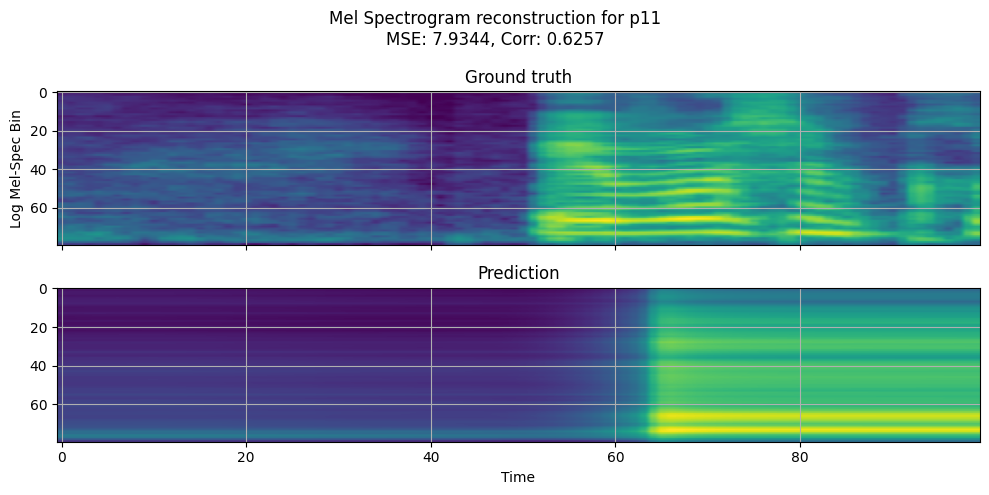 Mel Spectrogram reconstruction for p11
MSE: 7.9344, Corr: 0.6257
Ground truth
0
20
40
60
Log Mel-Spec Bin
Prediction
0
20
40
60
0 20 40 60 80
Time